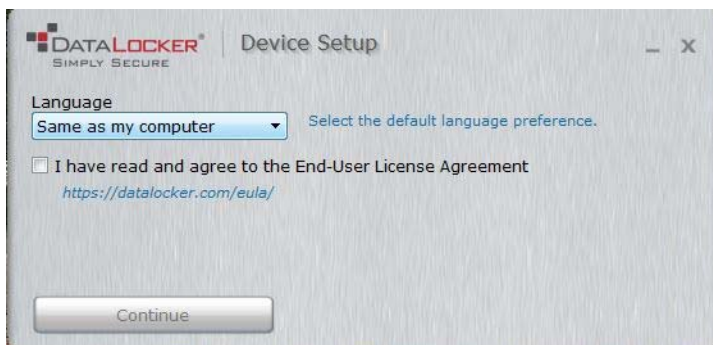 DATALOCKER®
SIMPLY SECURE
Device Setup
Language
Same as my computer
Select the default language preference.
I have read and agree to the End-User License Agreement
https://datalocker.com/eula/
Continue